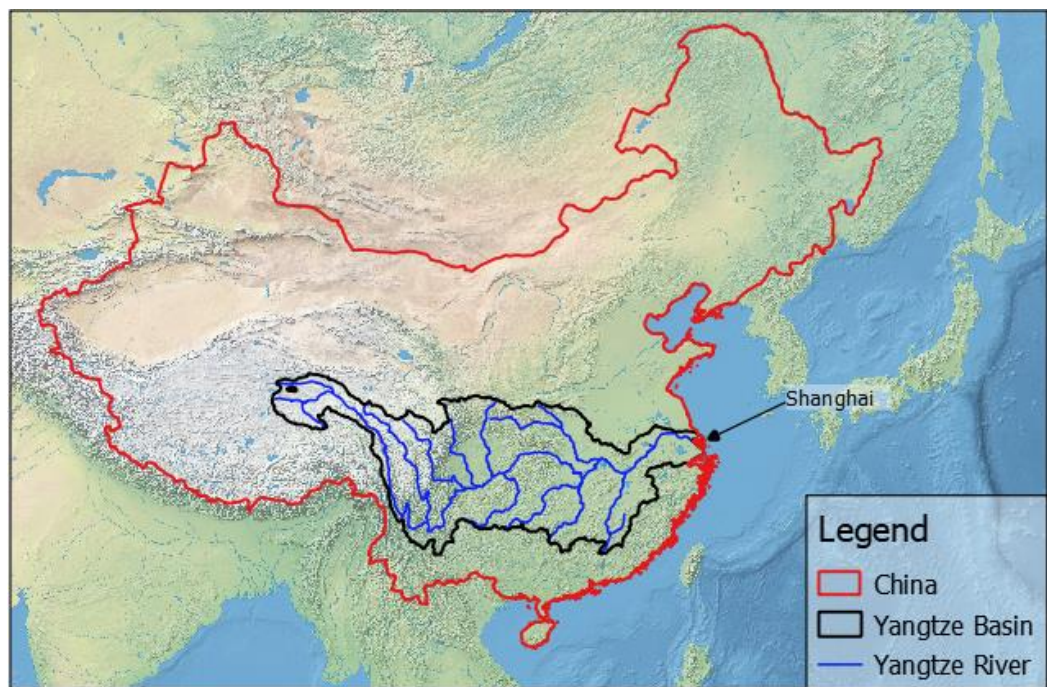 Shanghai
Legend
China
Yangtze Basin
Yangtze River